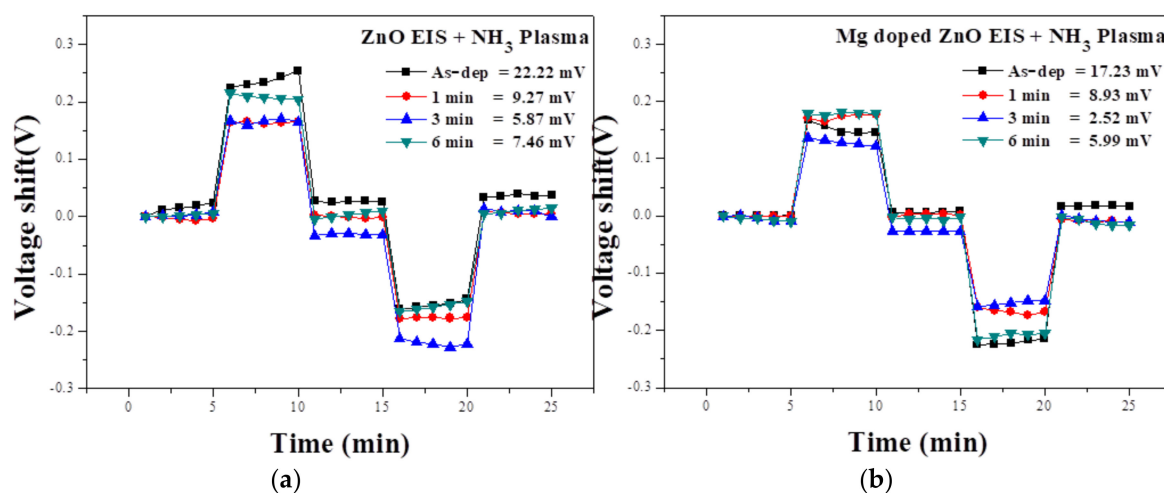 ZnO EIS + NH3 Plasma
As-dep = 22.22 mV
1 min = 9.27 mV
3 min = 5.87 mV
6 min = 7.46 mV
Voltage shift(V)
0.3
0.2
0.1
0.0
-0.1
-0.2
-0.3
0 5 10 15 20 25
Time (min)
(a)
Mg doped ZnO EIS + NH3 Plasma
As-dep = 17.23 mV
1 min = 8.93 mV
3 min = 2.52 mV
6 min = 5.99 mV
Voltage shift(V)
0.3
0.2
0.1
0.0
-0.1
-0.2
-0.3
0 5 10 15 20 25
Time (min)
(b)